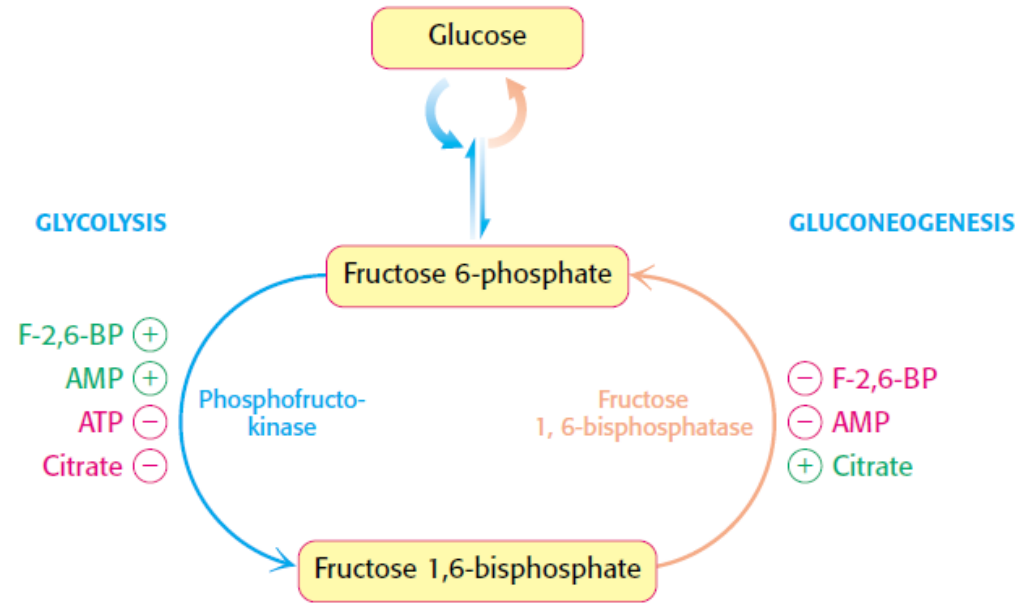 Glucose
GLYCOLYSIS
GLUCONEOGENESIS
Fructose 6-phosphate
F-2,6-BP +
AMP +
ATP −
Citrate −
Phosphofructo-
kinase
Fructose
1, 6-bisphosphatase
− F-2,6-BP
− AMP
+ Citrate
Fructose 1,6-bisphosphate